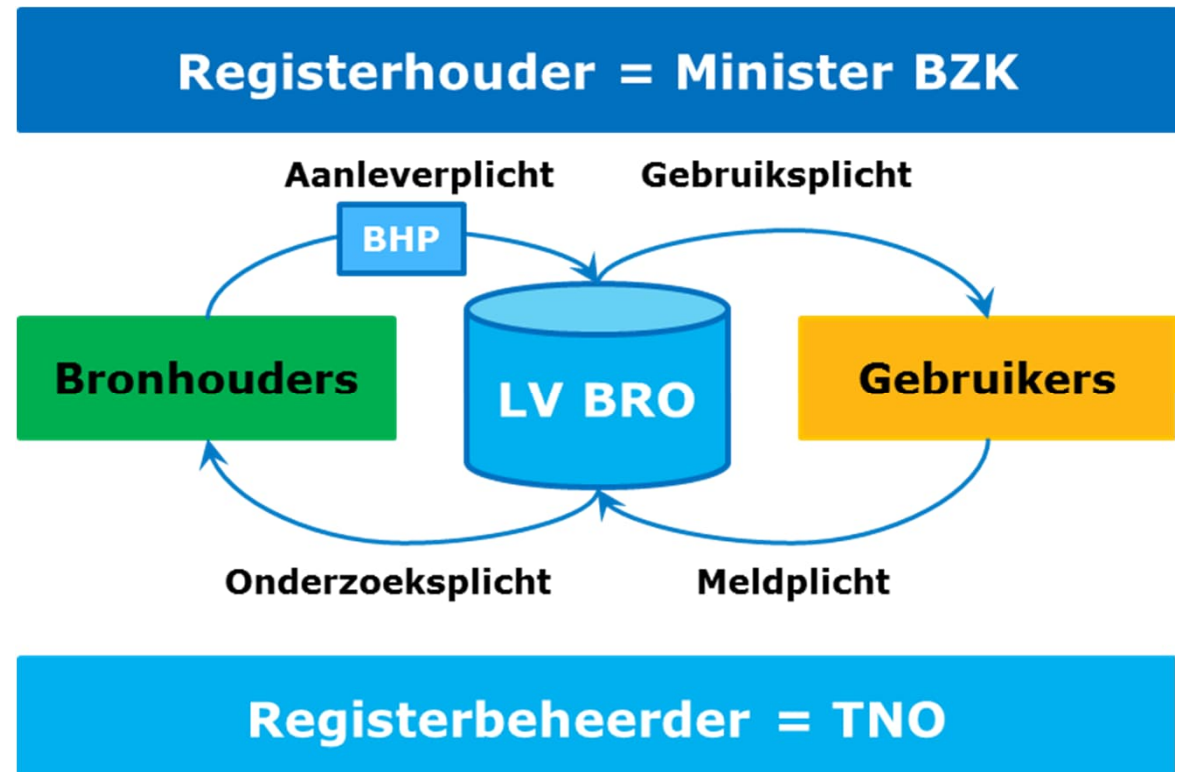 Registerhouder = Minister BZK
Aanleverplicht
Gebruiksplicht
BHP
Bronhouders
LV BRO
Gebruikers
Onderzoeksplicht
Meldplicht
Registerbeheerder = TNO